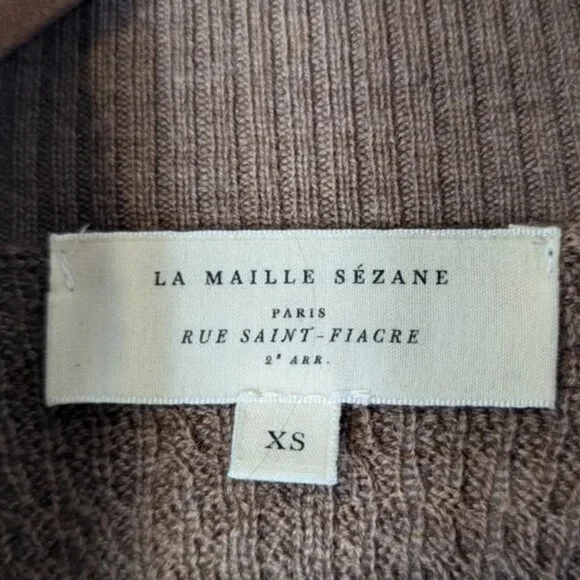 LA MAILLE SÉZANE
PARIS
RUE SAINT-FIACRE
2ᵉ ARR.
XS